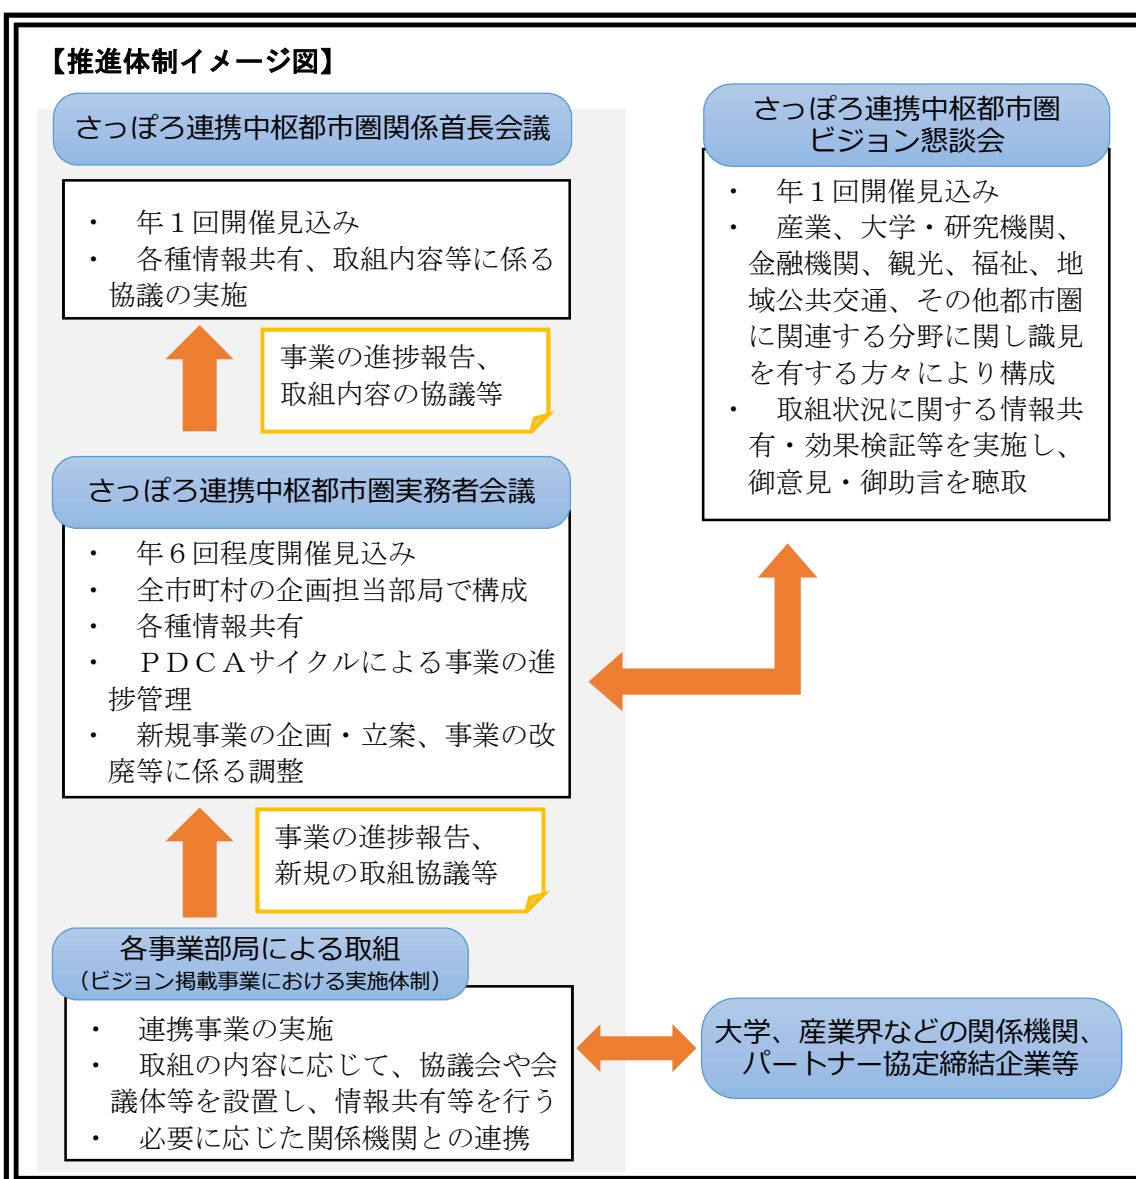 【推進体制イメージ図】
さっぽろ連携中枢都市圏関係首長会議
・　年１回開催見込み
・　各種情報共有、取組内容等に係る
協議の実施
事業の進捗報告、
取組内容の協議等
さっぽろ連携中枢都市圏実務者会議
・　年６回程度開催見込み
・　全市町村の企画担当部局で構成
・　各種情報共有
・　ＰＤＣＡサイクルによる事業の進
捗管理
・　新規事業の企画・立案、事業の改
廃等に係る調整
事業の進捗報告、
新規の取組協議等
各事業部局による取組
（ビジョン掲載事業における実施体制）
・　連携事業の実施
・　取組の内容に応じて、協議会や会
議体等を設置し、情報共有等を行う
・　必要に応じた関係機関との連携
さっぽろ連携中枢都市圏
ビジョン懇談会
・　年１回開催見込み
・　産業、大学・研究機関、
金融機関、観光、福祉、地
域公共交通、その他都市圏
に関連する分野に関し識見
を有する方々により構成
・　取組状況に関する情報共
有・効果検証等を実施し、
御意見・御助言を聴取
大学、産業界などの関係機関、
パートナー協定締結企業等